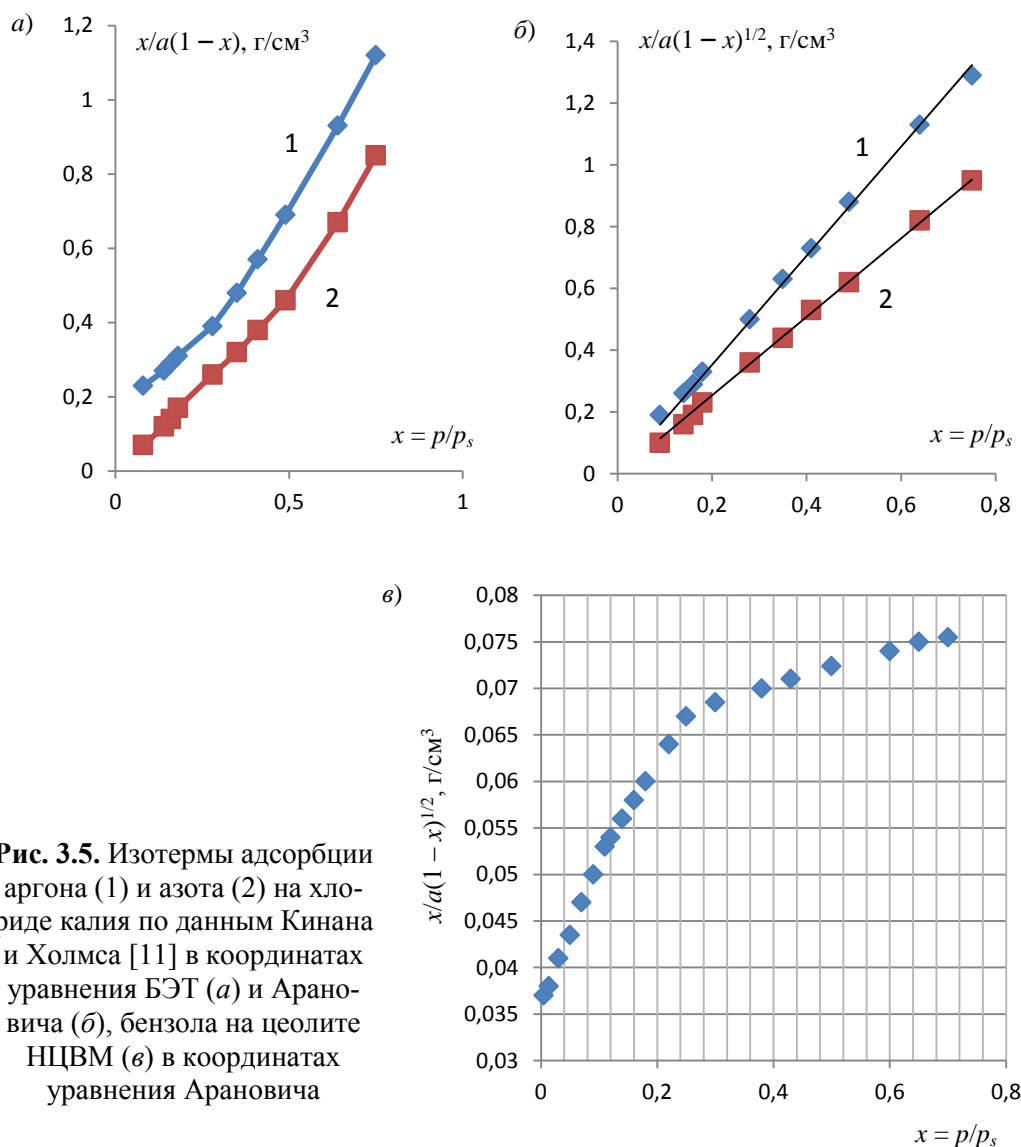 а)
x/a(1 – x), г/см³
1,2
1
0,8
0,6
0,4
0,2
0
0
0,5
1
1
2
x = p/pₛ
б)
x/a(1 – x)¹ᐟ², г/см³
1,4
1,2
1
0,8
0,6
0,4
0,2
0
0
0,2
0,4
0,6
0,8
1
2
x = p/pₛ
в)
x/a(1 – x)¹ᐟ², г/см³
0,08
0,075
0,07
0,065
0,06
0,055
0,05
0,045
0,04
0,035
0,03
0
0,2
0,4
0,6
0,8
x = p/pₛ
Рис. 3.5. Изотермы адсорбции
аргона (1) и азота (2) на хло-
риде калия по данным Кинана
и Холмса [11] в координатах
уравнения БЭТ (а) и Арано-
вича (б), бензола на цеолите
НЦВМ (в) в координатах
уравнения Арановича